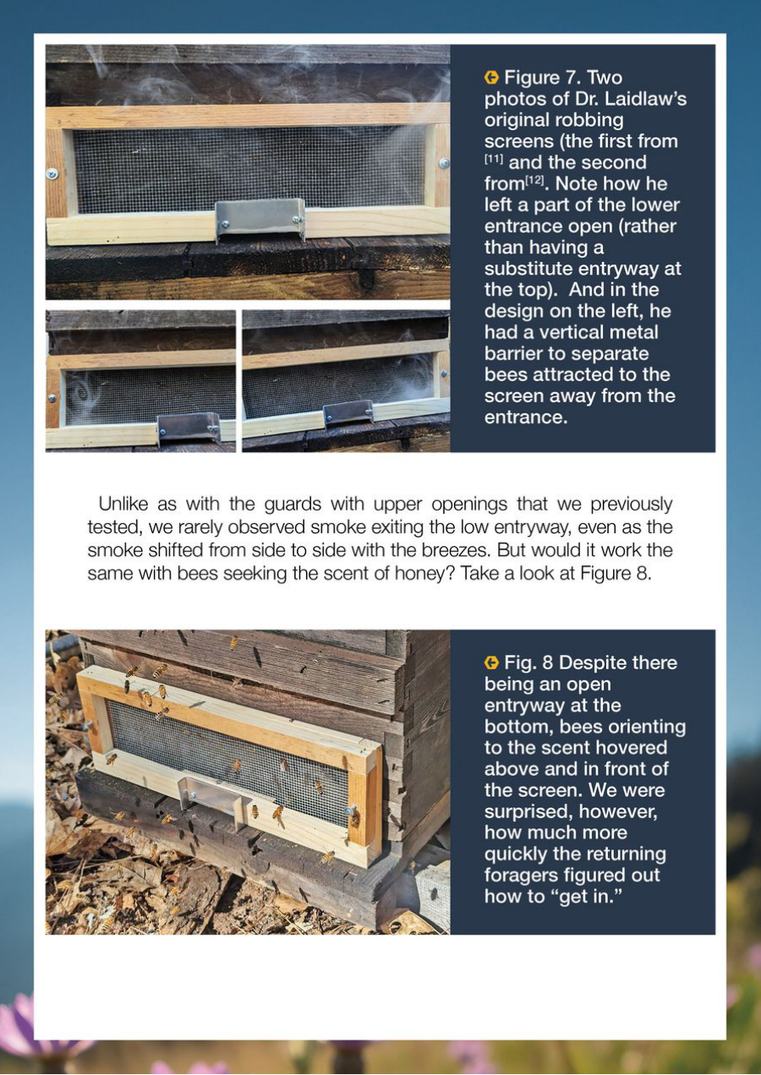 Figure 7. Two
photos of Dr. Laidlaw’s
original robbing
screens (the first from
[11] and the second
from[12]. Note how he
left a part of the lower
entrance open (rather
than having a
substitute entryway at
the top).  And in the
design on the left, he
had a vertical metal
barrier to separate
bees attracted to the
screen away from the
entrance.
Unlike as with the guards with upper openings that we previously
tested, we rarely observed smoke exiting the low entryway, even as the
smoke shifted from side to side with the breezes. But would it work the
same with bees seeking the scent of honey? Take a look at Figure 8.
Fig. 8 Despite there
being an open
entryway at the
bottom, bees orienting
to the scent hovered
above and in front of
the screen. We were
surprised, however,
how much more
quickly the returning
foragers figured out
how to “get in.”